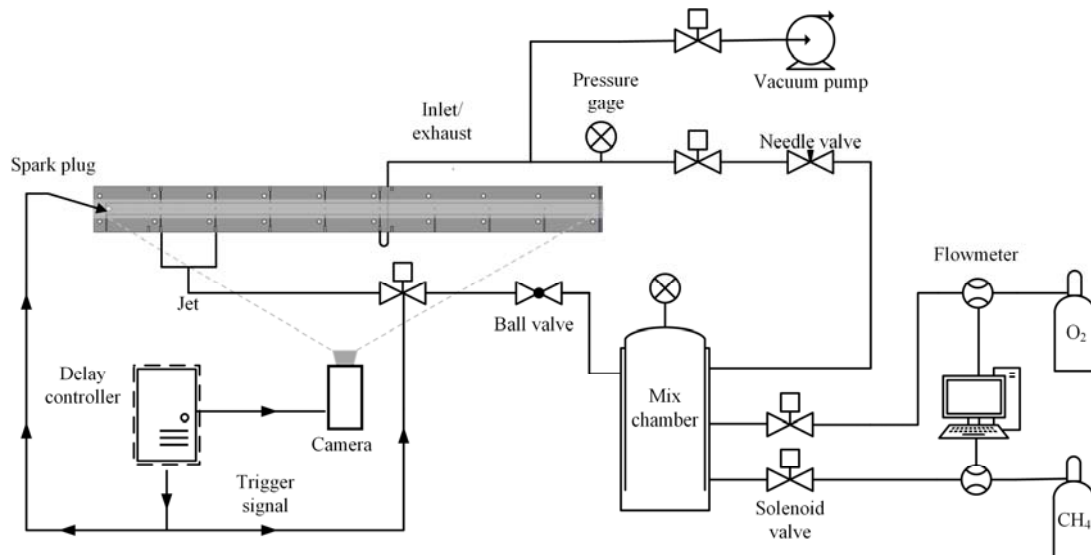 Vacuum pump
Pressure
gage
Inlet/
exhaust
Needle valve
Spark plug
Flowmeter
Jet
Ball valve
O2
Delay
controller
Mix
chamber
Camera
Trigger
signal
Solenoid
valve
CH4